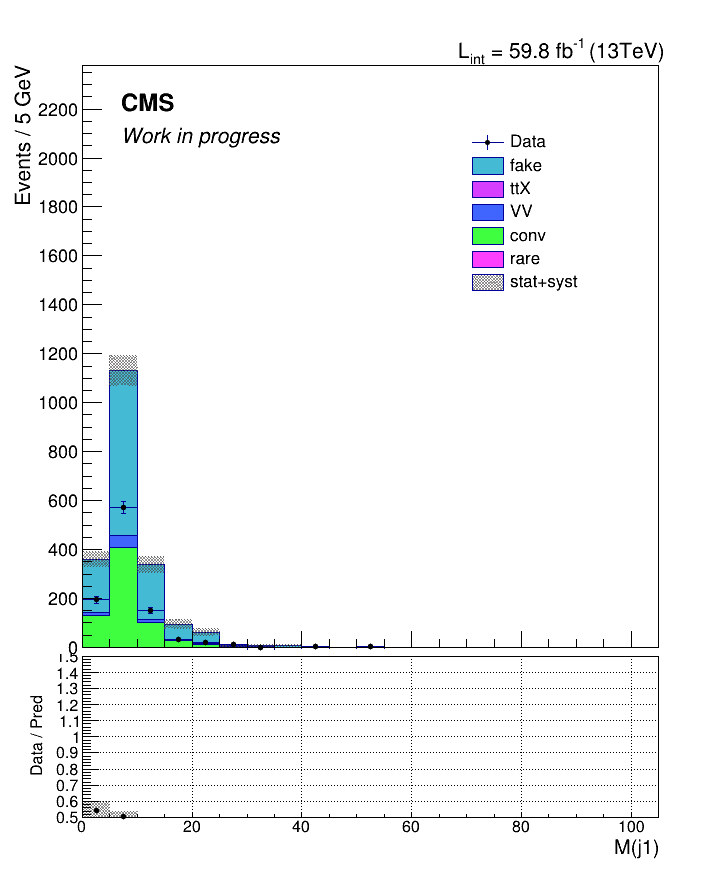 L_int = 59.8 fb^-1 (13TeV)
Events / 5 GeV
CMS
Work in progress
2200
2000
1800
1600
1400
1200
1000
800
600
400
200
0
Data
fake
ttX
VV
conv
rare
stat+syst
Data / Pred
1.5
1.4
1.3
1.2
1.1
1
0.9
0.8
0.7
0.6
0.5
0 20 40 60 80 100
M(j1)